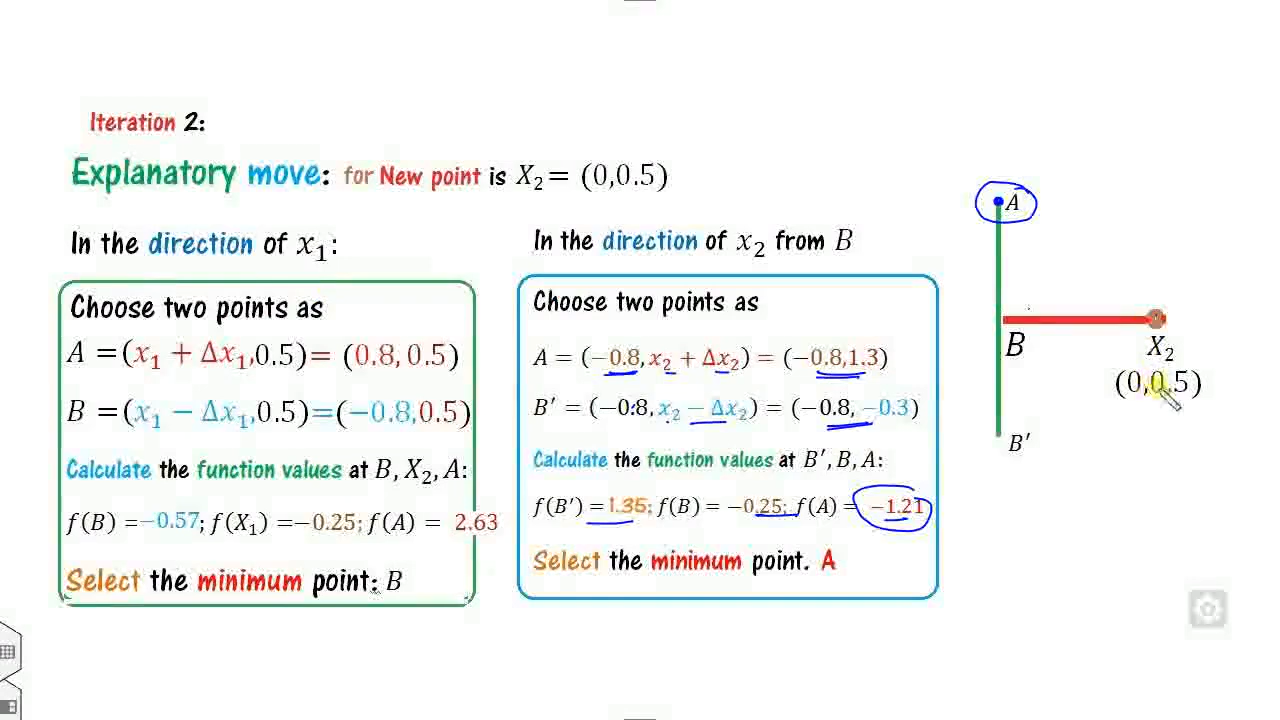 Iteration 2:
Explanatory move: for New point is X₂ = (0,0.5)
In the direction of x₁:
Choose two points as
A = (x₁ + Δx₁,0.5) = (0.8, 0.5)
B = (x₁ − Δx₁,0.5)=(−0.8,0.5)
Calculate the function values at B, X₂, A:
f(B) =−0.57; f(X₁) =−0.25; f(A) = 2.63
Select the minimum point: B
In the direction of x₂ from B
Choose two points as
A = (−0.8, x₂ + Δx₂) = (−0.8,1.3)
B′ = (−0.8, x₂ − Δx₂) = (−0.8, −0.3)
Calculate the function values at B′, B, A:
f(B′) = 1.35; f(B) = −0.25; f(A) = −1.21
Select the minimum point. A
A
B
X₂
(0,0.5)
B′